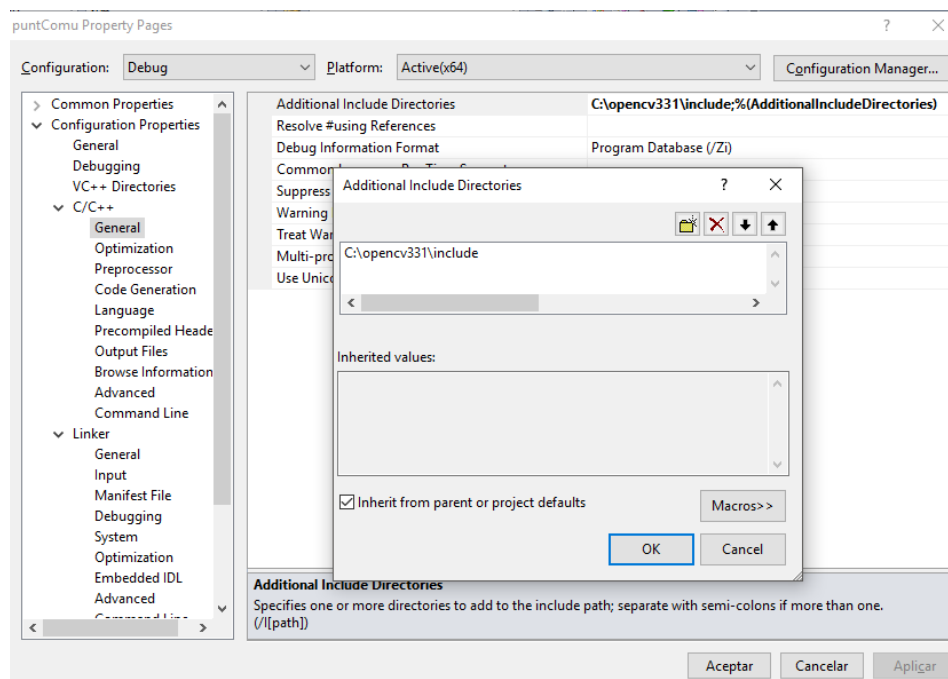 puntComu Property Pages ? ×
Configuration: Debug Platform: Active(x64) Configuration Manager...
Common Properties
Configuration Properties
General
Debugging
VC++ Directories
C/C++
General
Optimization
Preprocessor
Code Generation
Language
Precompiled Heade
Output Files
Browse Information
Advanced
Command Line
Linker
General
Input
Manifest File
Debugging
System
Optimization
Embedded IDL
Advanced
Command Line
Additional Include Directories C:\opencv331\include;%(AdditionalIncludeDirectories)
Resolve #using References
Debug Information Format Program Database (/Zi)
Common
Suppress
Warning
Treat War
Multi-pro
Use Unico
Additional Include Directories ? ×
C:\opencv331\include
Inherited values:
Inherit from parent or project defaults
Macros>>
OK Cancel
Additional Include Directories
Specifies one or more directories to add to the include path; separate with semi-colons if more than one.
(/I[path])
Aceptar Cancelar Aplicar